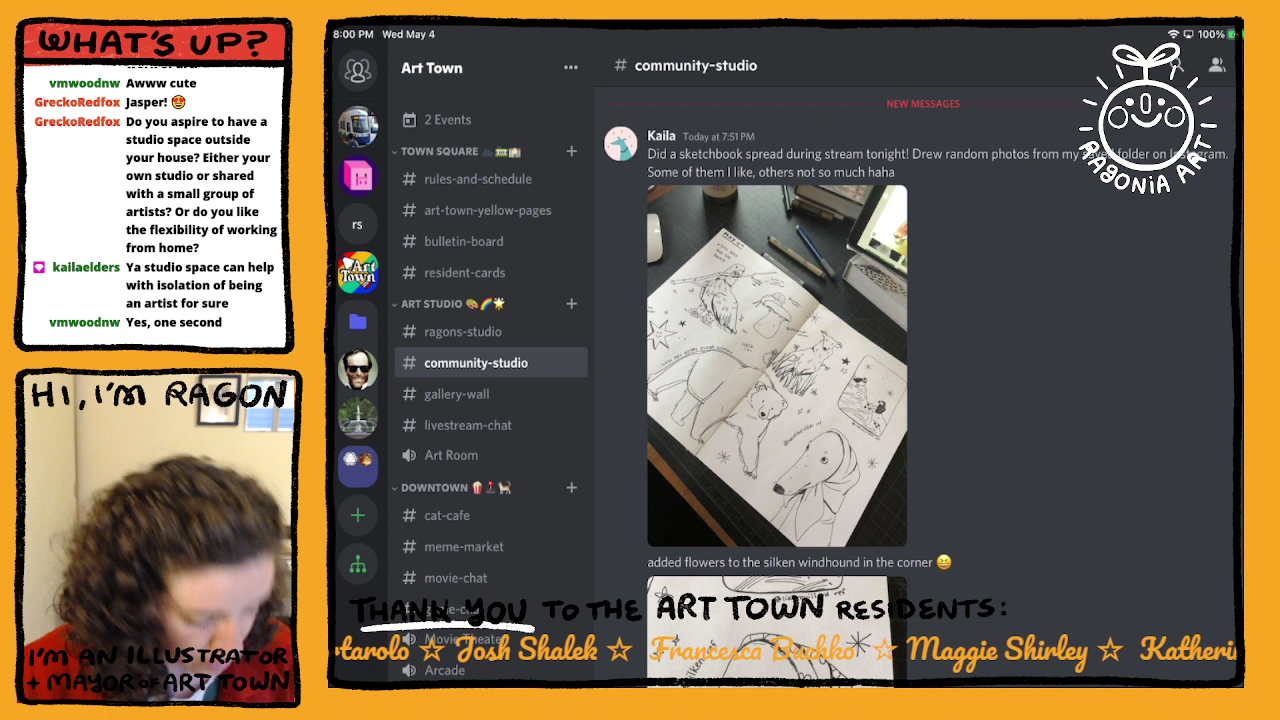 WHAT'S UP?
vmwoodnw Awww cute
GreckoRedfox Jasper! 😍
GreckoRedfox Do you aspire to have a
studio space outside
your house? Either your
own studio or shared
with a small group of
artists? Or do you like
the flexibility of working
from home?
kailaelders Ya studio space can help
with isolation of being
an artist for sure
vmwoodnw Yes, one second
HI, I'M RAGON
I'M AN ILLUSTRATOR
+ MAYOR OF ART TOWN
8:00 PM Wed May 4
100%
rs
Art Town
Art Town
2 Events
TOWN SQUARE
rules-and-schedule
art-town-yellow-pages
bulletin-board
resident-cards
ART STUDIO 🎨🌈🌟
ragons-studio
community-studio
gallery-wall
livestream-chat
Art Room
DOWNTOWN 🍿🕹️🐈
cat-cafe
meme-market
movie-chat
Movie Theater
Arcade
# community-studio
NEW MESSAGES
Kaila Today at 7:51 PM
Did a sketchbook spread during stream tonight! Drew random photos from my saved folder on Instagram.
Some of them I like, others not so much haha
added flowers to the silken windhound in the corner 😆
RAGONIA ART
THANK YOU TO THE ART TOWN RESIDENTS:
rtarolo ☆ Josh Shalek ☆ Francesca Buchko ☆ Maggie Shirley ☆ Katheri